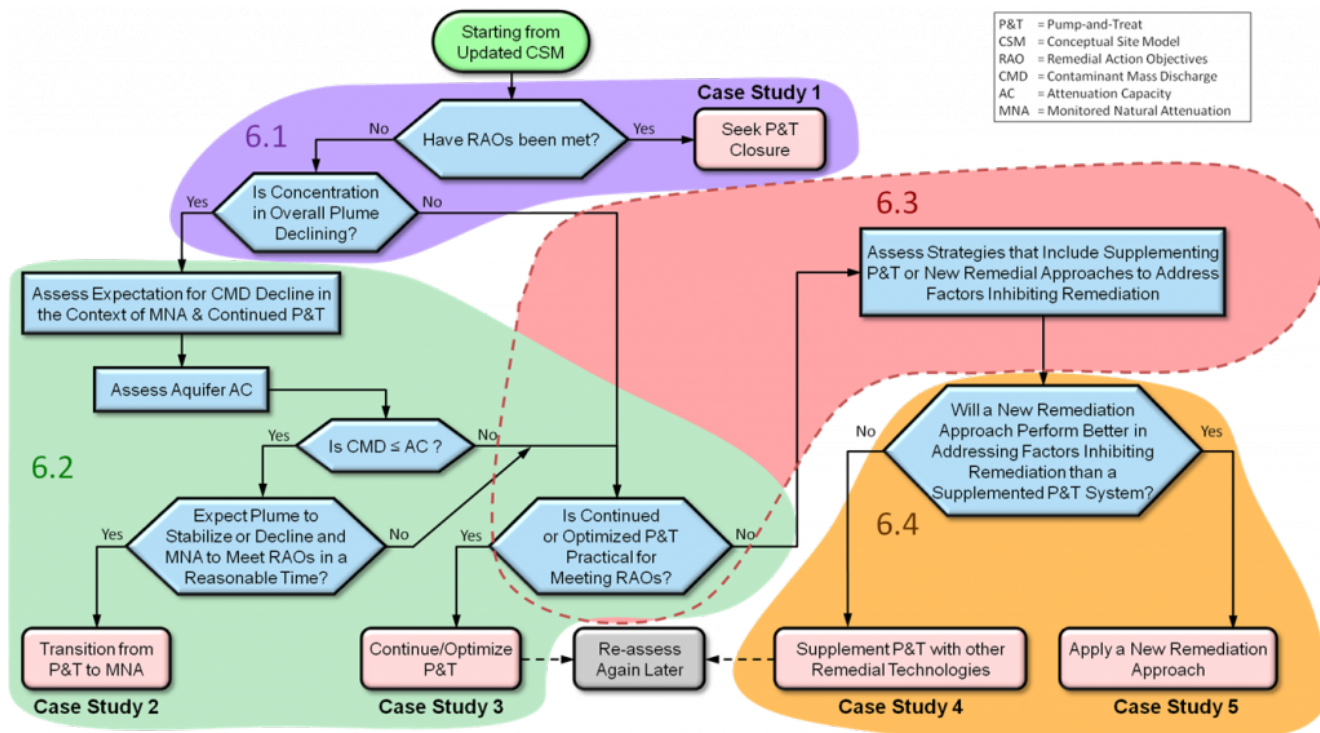 Starting from
Updated CSM
P&T = Pump-and-Treat
CSM = Conceptual Site Model
RAO = Remedial Action Objectives
CMD = Contaminant Mass Discharge
AC = Attenuation Capacity
MNA = Monitored Natural Attenuation
6.1
No
Have RAOs been met?
Yes
Case Study 1
Seek P&T
Closure
Yes
Is Concentration
in Overall Plume
Declining?
No
6.3
Assess Strategies that Include Supplementing
P&T or New Remedial Approaches to Address
Factors Inhibiting Remediation
Assess Expectation for CMD Decline in
the Context of MNA & Continued P&T
Assess Aquifer AC
6.2
Yes
Is CMD ≤ AC ?
No
Yes
Expect Plume to
Stabilize or Decline and
MNA to Meet RAOs in a
Reasonable Time?
No
Yes
Is Continued
or Optimized P&T
Practical for
Meeting RAOs?
No
No
Will a New Remediation
Approach Perform Better in
Addressing Factors Inhibiting
Remediation than a
Supplemented P&T System?
Yes
6.4
Transition from
P&T to MNA
Case Study 2
Continue/Optimize
P&T
Case Study 3
Re-assess
Again Later
Supplement P&T with other
Remedial Technologies
Case Study 4
Apply a New Remediation
Approach
Case Study 5